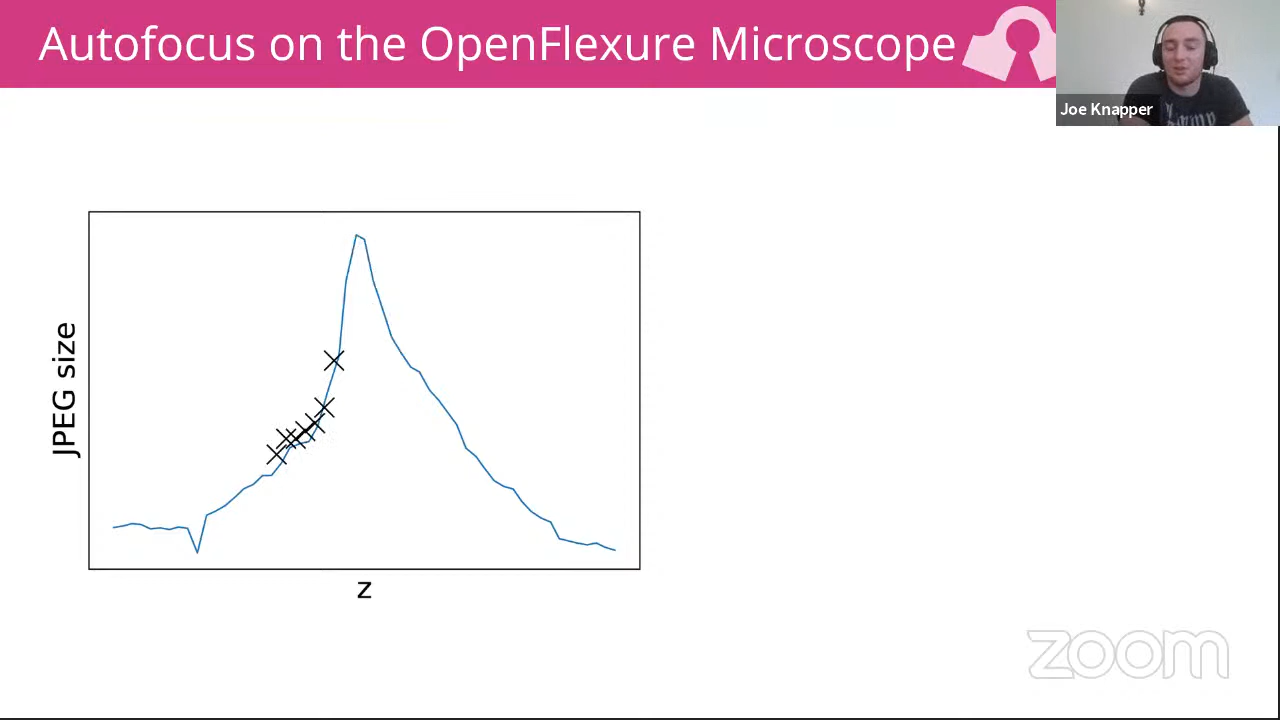 Autofocus on the OpenFlexure Microscope
Joe Knapper
JPEG size
z
zoom